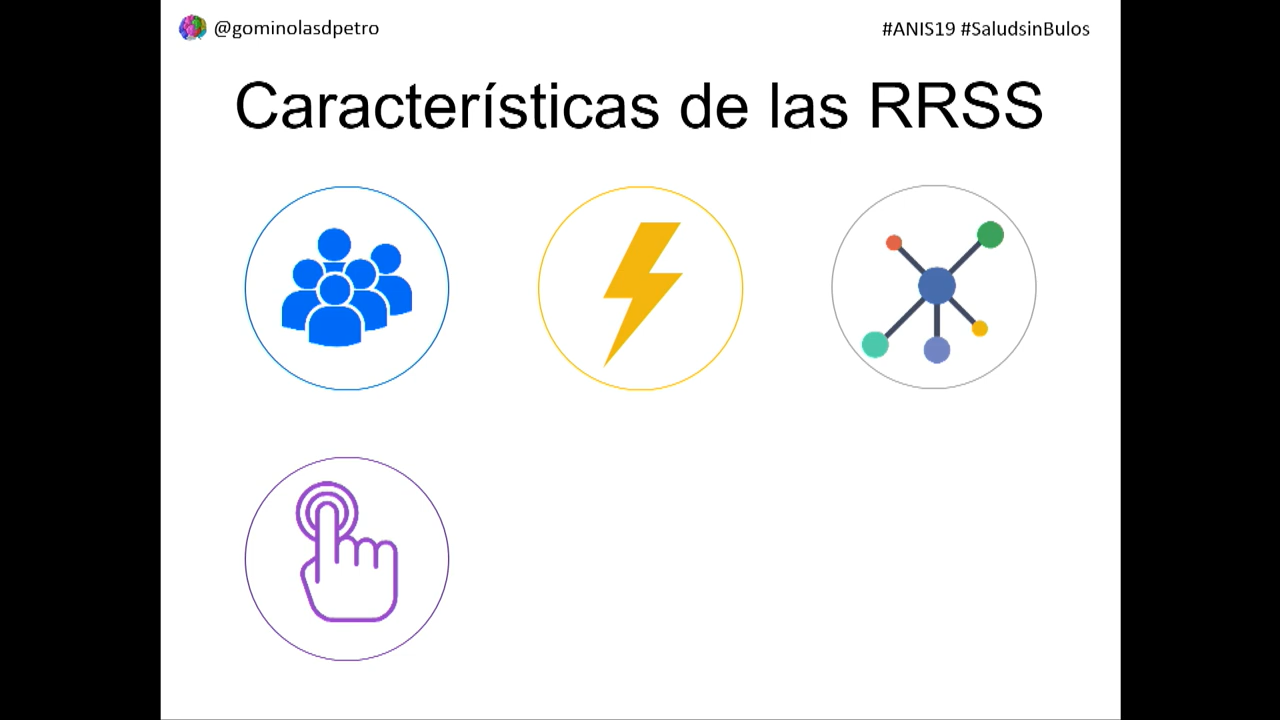 @gominolasdpetro
#ANIS19 #SaludsinBulos
Características de las RRSS